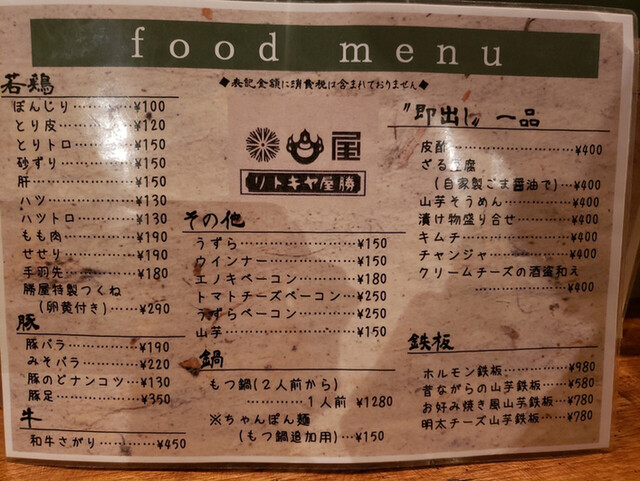 food menu
◆表記金額に消費税は含まれておりません◆
若鶏
ぼんじり…………¥100
とり皮…………¥120
とりトロ…………¥150
砂ずり…………¥150
肝…………¥150
ハツ…………¥130
ハツトロ…………¥130
もも肉…………¥190
せせり…………¥190
手羽先…………¥180
勝屋特製つくね
(卵黄付き)……¥290
豚
豚バラ…………¥190
みそバラ…………¥220
豚のどナンコツ…¥130
豚足…………¥350
牛
和牛さがり…………¥450
屋
リトキヤ屋勝
その他
うずら…………¥150
ウインナー…………¥150
エノキベーコン……¥180
トマトチーズベーコン…¥250
うずらベーコン……¥250
山芋…………¥150
鍋
もつ鍋(2人前から)
…………1人前 ¥1280
※ちゃんぽん麺
(もつ鍋追加用)…¥150
"即出し" 一品
皮酢…………¥400
ざる豆腐
(自家製ごま醤油で)…¥400
山芋そうめん……¥400
漬け物盛り合せ……¥400
キムチ…………¥400
チャンジャ…………¥400
クリームチーズの酒盗和え
…………¥400
鉄板
ホルモン鉄板……¥980
昔ながらの山芋鉄板…¥580
お好み焼き風山芋鉄板…¥780
明太チーズ山芋鉄板…¥780